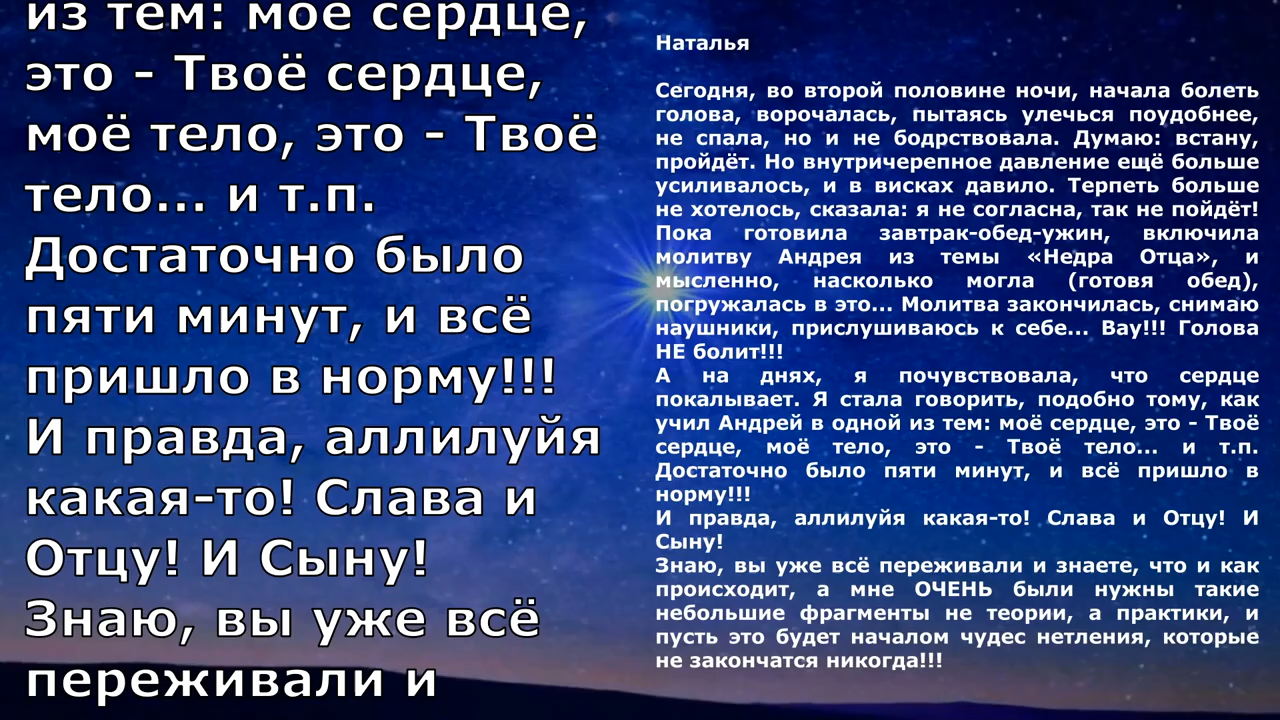 из тем: моё сердце,
это - Твоё сердце,
моё тело, это - Твоё
тело... и т.п.
Достаточно было
пяти минут, и всё
пришло в норму!!!
И правда, аллилуйя
какая-то! Слава и
Отцу! И Сыну!
Знаю, вы уже всё
переживали и
Наталья
Сегодня, во второй половине ночи, начала болеть
голова, ворочалась, пытаясь улечься поудобнее,
не спала, но и не бодрствовала. Думаю: встану,
пройдёт. Но внутричерепное давление ещё больше
усиливалось, и в висках давило. Терпеть больше
не хотелось, сказала: я не согласна, так не пойдёт!
Пока готовила завтрак-обед-ужин, включила
молитву Андрея из темы «Недра Отца», и
мысленно, насколько могла (готовя обед),
погружалась в это... Молитва закончилась, снимаю
наушники, прислушиваюсь к себе... Вау!!! Голова
НЕ болит!!!
А на днях, я почувствовала, что сердце
покалывает. Я стала говорить, подобно тому, как
учил Андрей в одной из тем: моё сердце, это - Твоё
сердце, моё тело, это - Твоё тело... и т.п.
Достаточно было пяти минут, и всё пришло в
норму!!!
И правда, аллилуйя какая-то! Слава и Отцу! И
Сыну!
Знаю, вы уже всё переживали и знаете, что и как
происходит, а мне ОЧЕНЬ были нужны такие
небольшие фрагменты не теории, а практики, и
пусть это будет началом чудес нетления, которые
не закончатся никогда!!!